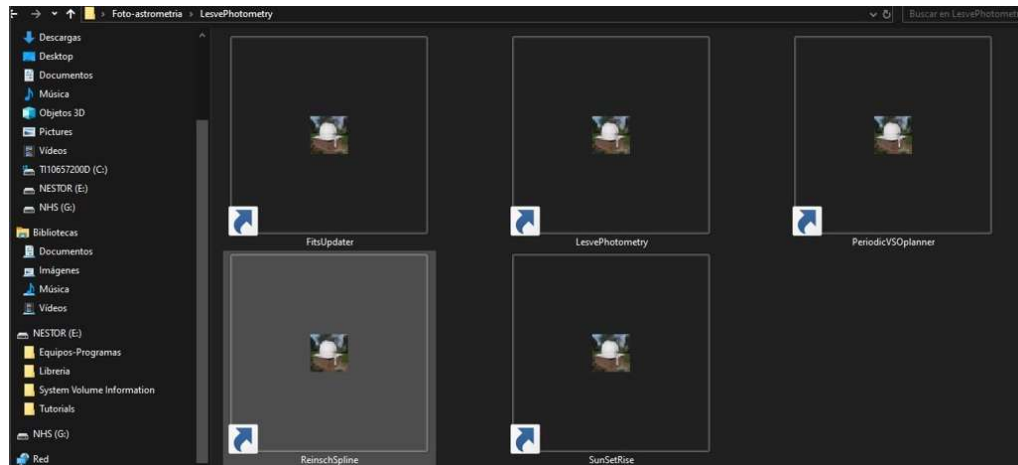 Foto-astrometria > LesvePhotometry
Buscar en LesvePhotomet
Descargas
Desktop
Documentos
Música
Objetos 3D
Pictures
Vídeos
TI10657200D (C:)
NESTOR (E:)
NHS (G:)
Bibliotecas
Documentos
Imágenes
Música
Vídeos
NESTOR (E:)
Equipos-Programas
Libreria
System Volume Information
Tutorials
NHS (G:)
Red
FitsUpdater
LesvePhotometry
PeriodicVSOplanner
ReinschSpline
SunSetRise